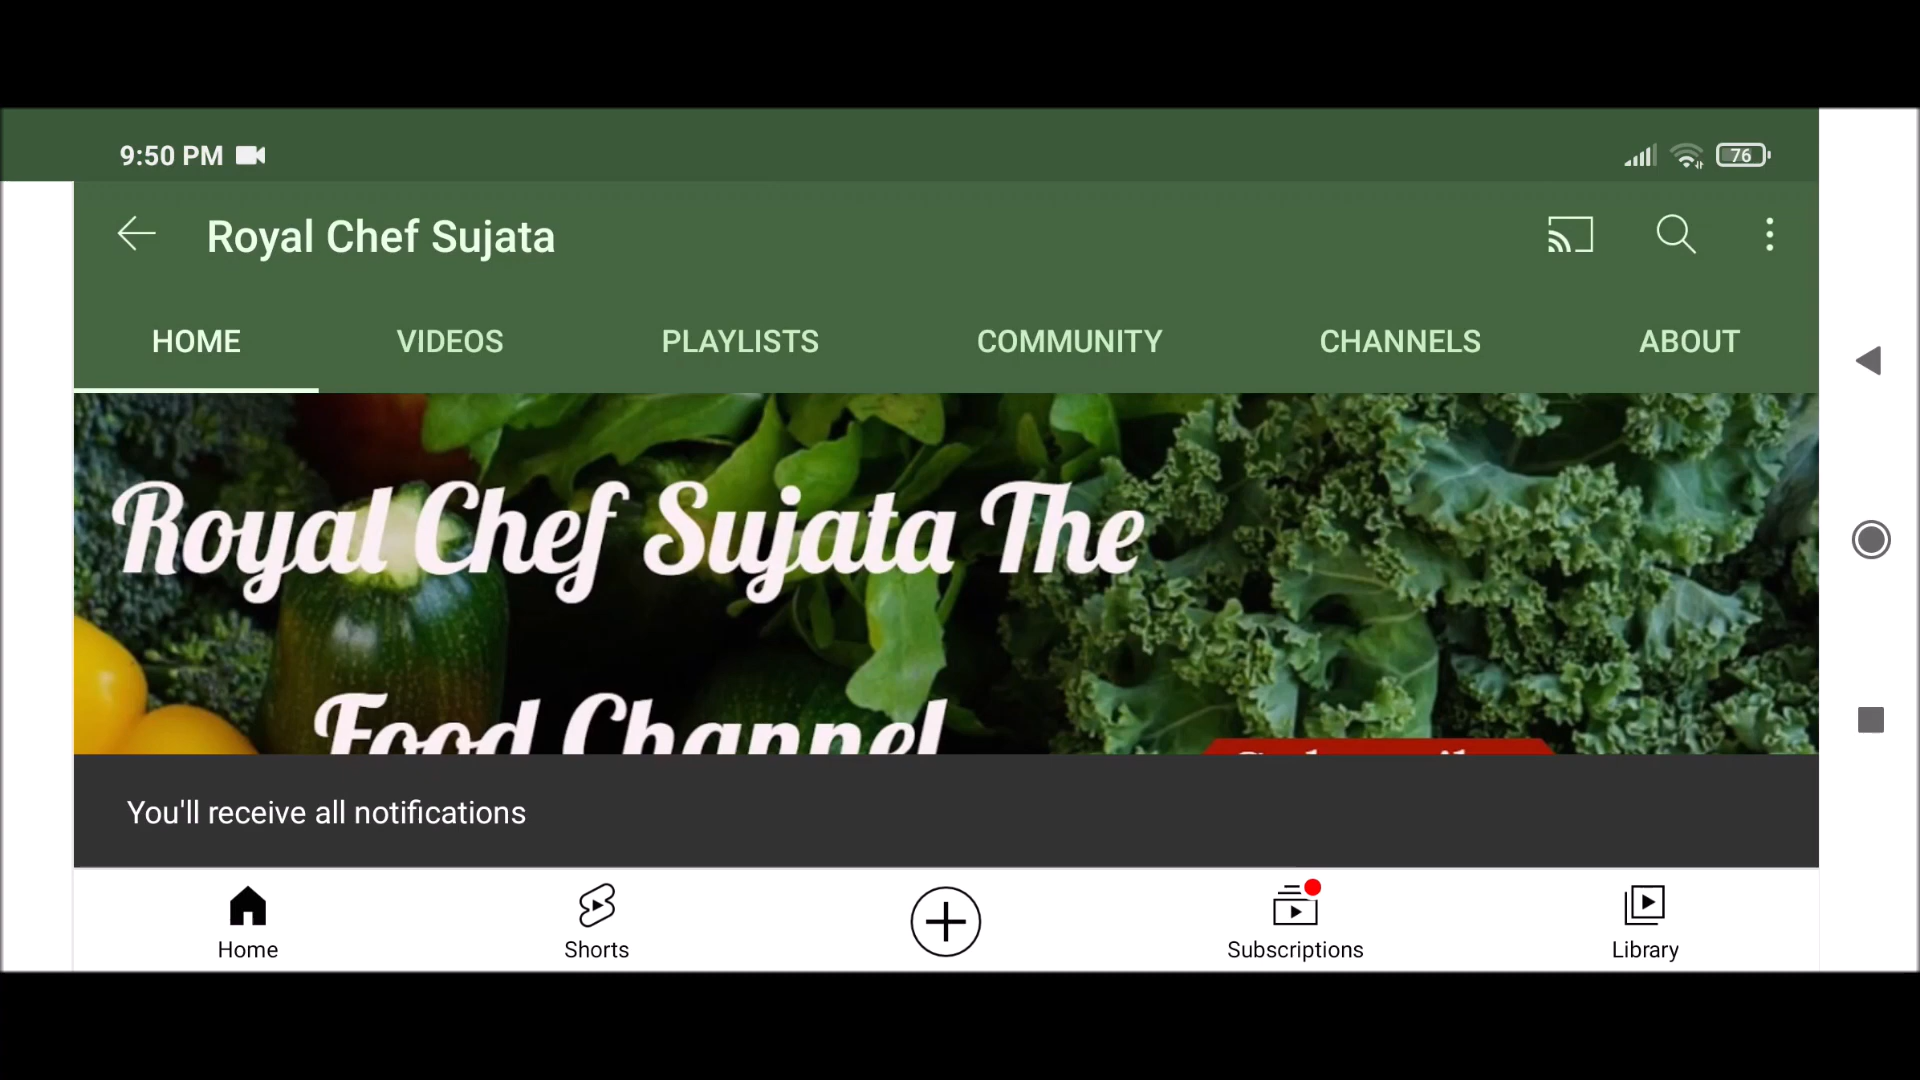 9:50 PM
76
Royal Chef Sujata
HOME VIDEOS PLAYLISTS COMMUNITY CHANNELS ABOUT
Royal Chef Sujata The
Food Channel
You'll receive all notifications
Home Shorts Subscriptions Library